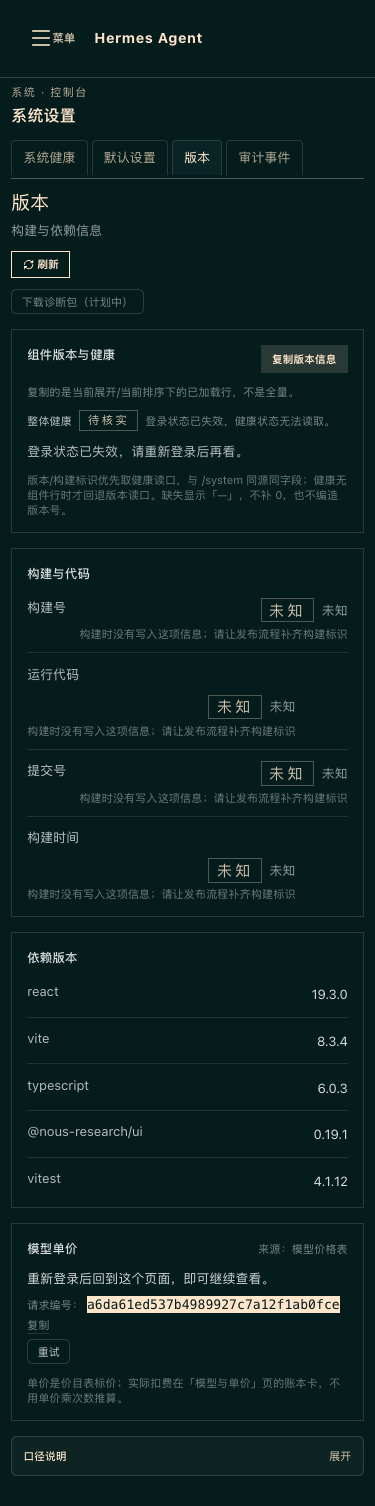 菜单 Hermes Agent
系统 · 控制台
系统设置
系统健康 默认设置 版本 审计事件
版本
构建与依赖信息
刷新
下载诊断包（计划中）
组件版本与健康 复制版本信息
复制的是当前展开/当前排序下的已加载行，不是全量。
整体健康 待核实 登录状态已失效，健康状态无法读取。
登录状态已失效，请重新登录后再看。
版本/构建标识优先取健康读口，与 /system 同源同字段；健康无
组件行时才回退版本读口。缺失显示「—」，不补 0，也不编造
版本号。
构建与代码
构建号 未知 未知
构建时没有写入这项信息；请让发布流程补齐构建标识
运行代码
未知 未知
构建时没有写入这项信息；请让发布流程补齐构建标识
提交号 未知 未知
构建时没有写入这项信息；请让发布流程补齐构建标识
构建时间
未知 未知
构建时没有写入这项信息；请让发布流程补齐构建标识
依赖版本
react 19.3.0
vite 8.3.4
typescript 6.0.3
@nous-research/ui 0.19.1
vitest 4.1.12
模型单价 来源：模型价格表
重新登录后回到这个页面，即可继续查看。
请求编号： a6da61ed537b4989927c7a12f1ab0fce
复制
重试
单价是价目表标价；实际扣费在「模型与单价」页的账本卡，不
用单价乘次数推算。
口径说明 展开